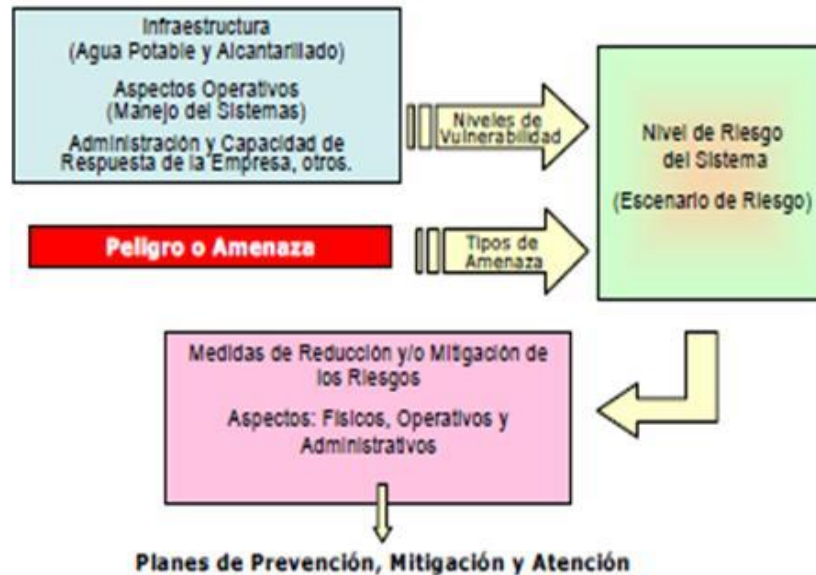 Infraestructura
(Agua Potable y Alcantarillado)
Aspectos Operativos
(Manejo del Sistemas)
Administración y Capacidad de
Respuesta de la Empresa, otros.
Niveles de
Vulnerabilidad
Nivel de Riesgo
del Sistema
(Escenario de Riesgo)
Peligro o Amenaza
Tipos de
Amenaza
Medidas de Reducción y/o Mitigación de
los Riesgos
Aspectos: Físicos, Operativos y
Administrativos
Planes de Prevención, Mitigación y Atención